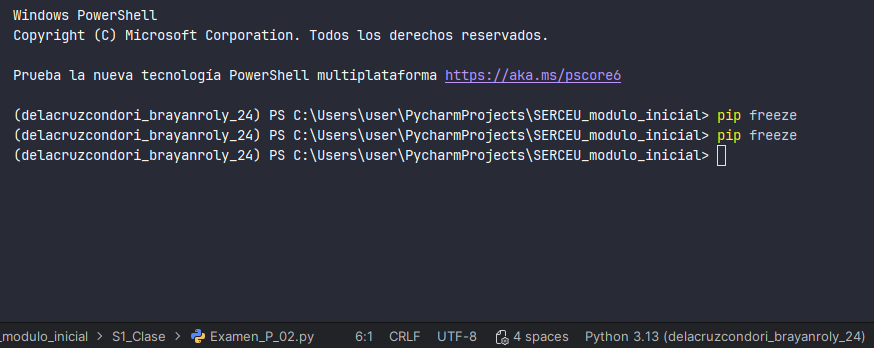 Windows PowerShell
Copyright (C) Microsoft Corporation. Todos los derechos reservados.
Prueba la nueva tecnología PowerShell multiplataforma https://aka.ms/pscore6
(delacruzcondori_brayanroly_24) PS C:\Users\user\PycharmProjects\SERCEU_modulo_inicial> pip freeze
(delacruzcondori_brayanroly_24) PS C:\Users\user\PycharmProjects\SERCEU_modulo_inicial> pip freeze
(delacruzcondori_brayanroly_24) PS C:\Users\user\PycharmProjects\SERCEU_modulo_inicial>
_modulo_inicial > S1_Clase > Examen_P_02.py 6:1 CRLF UTF-8 4 spaces Python 3.13 (delacruzcondori_brayanroly_24)